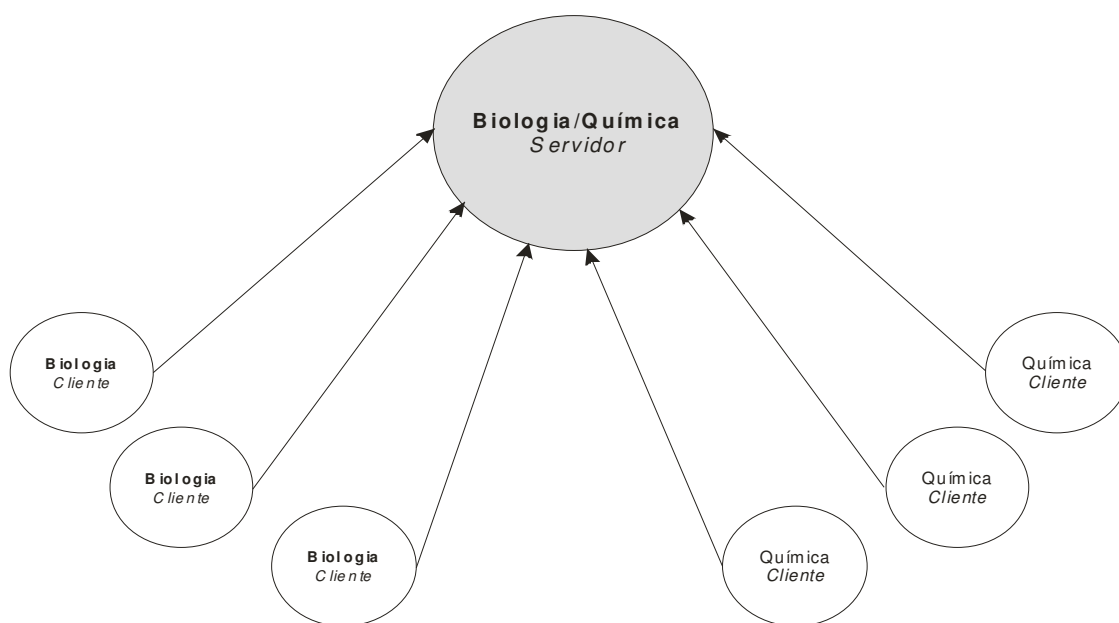 Biologia/Química
Servidor
Biologia
Cliente
Química
Cliente
Biologia
Cliente
Química
Cliente
Biologia
Cliente
Química
Cliente